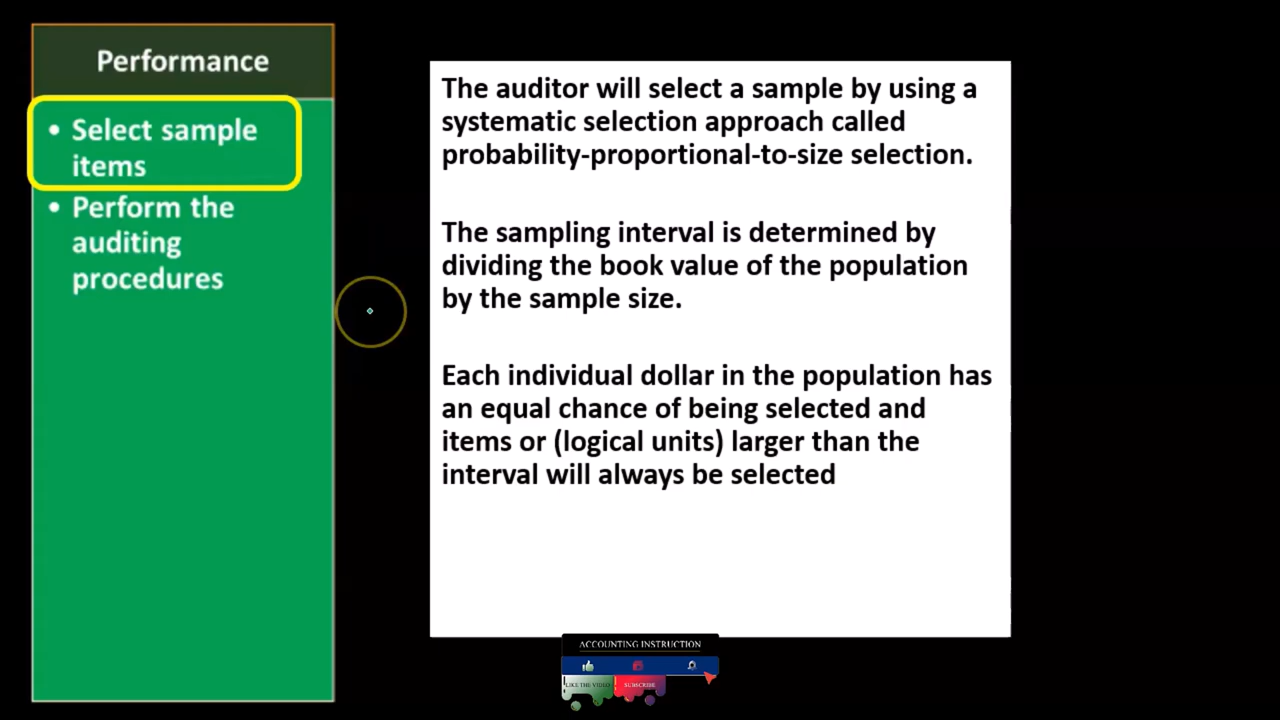 Performance
• Select sample
items
• Perform the
auditing
procedures
The auditor will select a sample by using a
systematic selection approach called
probability-proportional-to-size selection.
The sampling interval is determined by
dividing the book value of the population
by the sample size.
Each individual dollar in the population has
an equal chance of being selected and
items or (logical units) larger than the
interval will always be selected
ACCOUNTING INSTRUCTION
LIKE THE VIDEO SUBSCRIBE